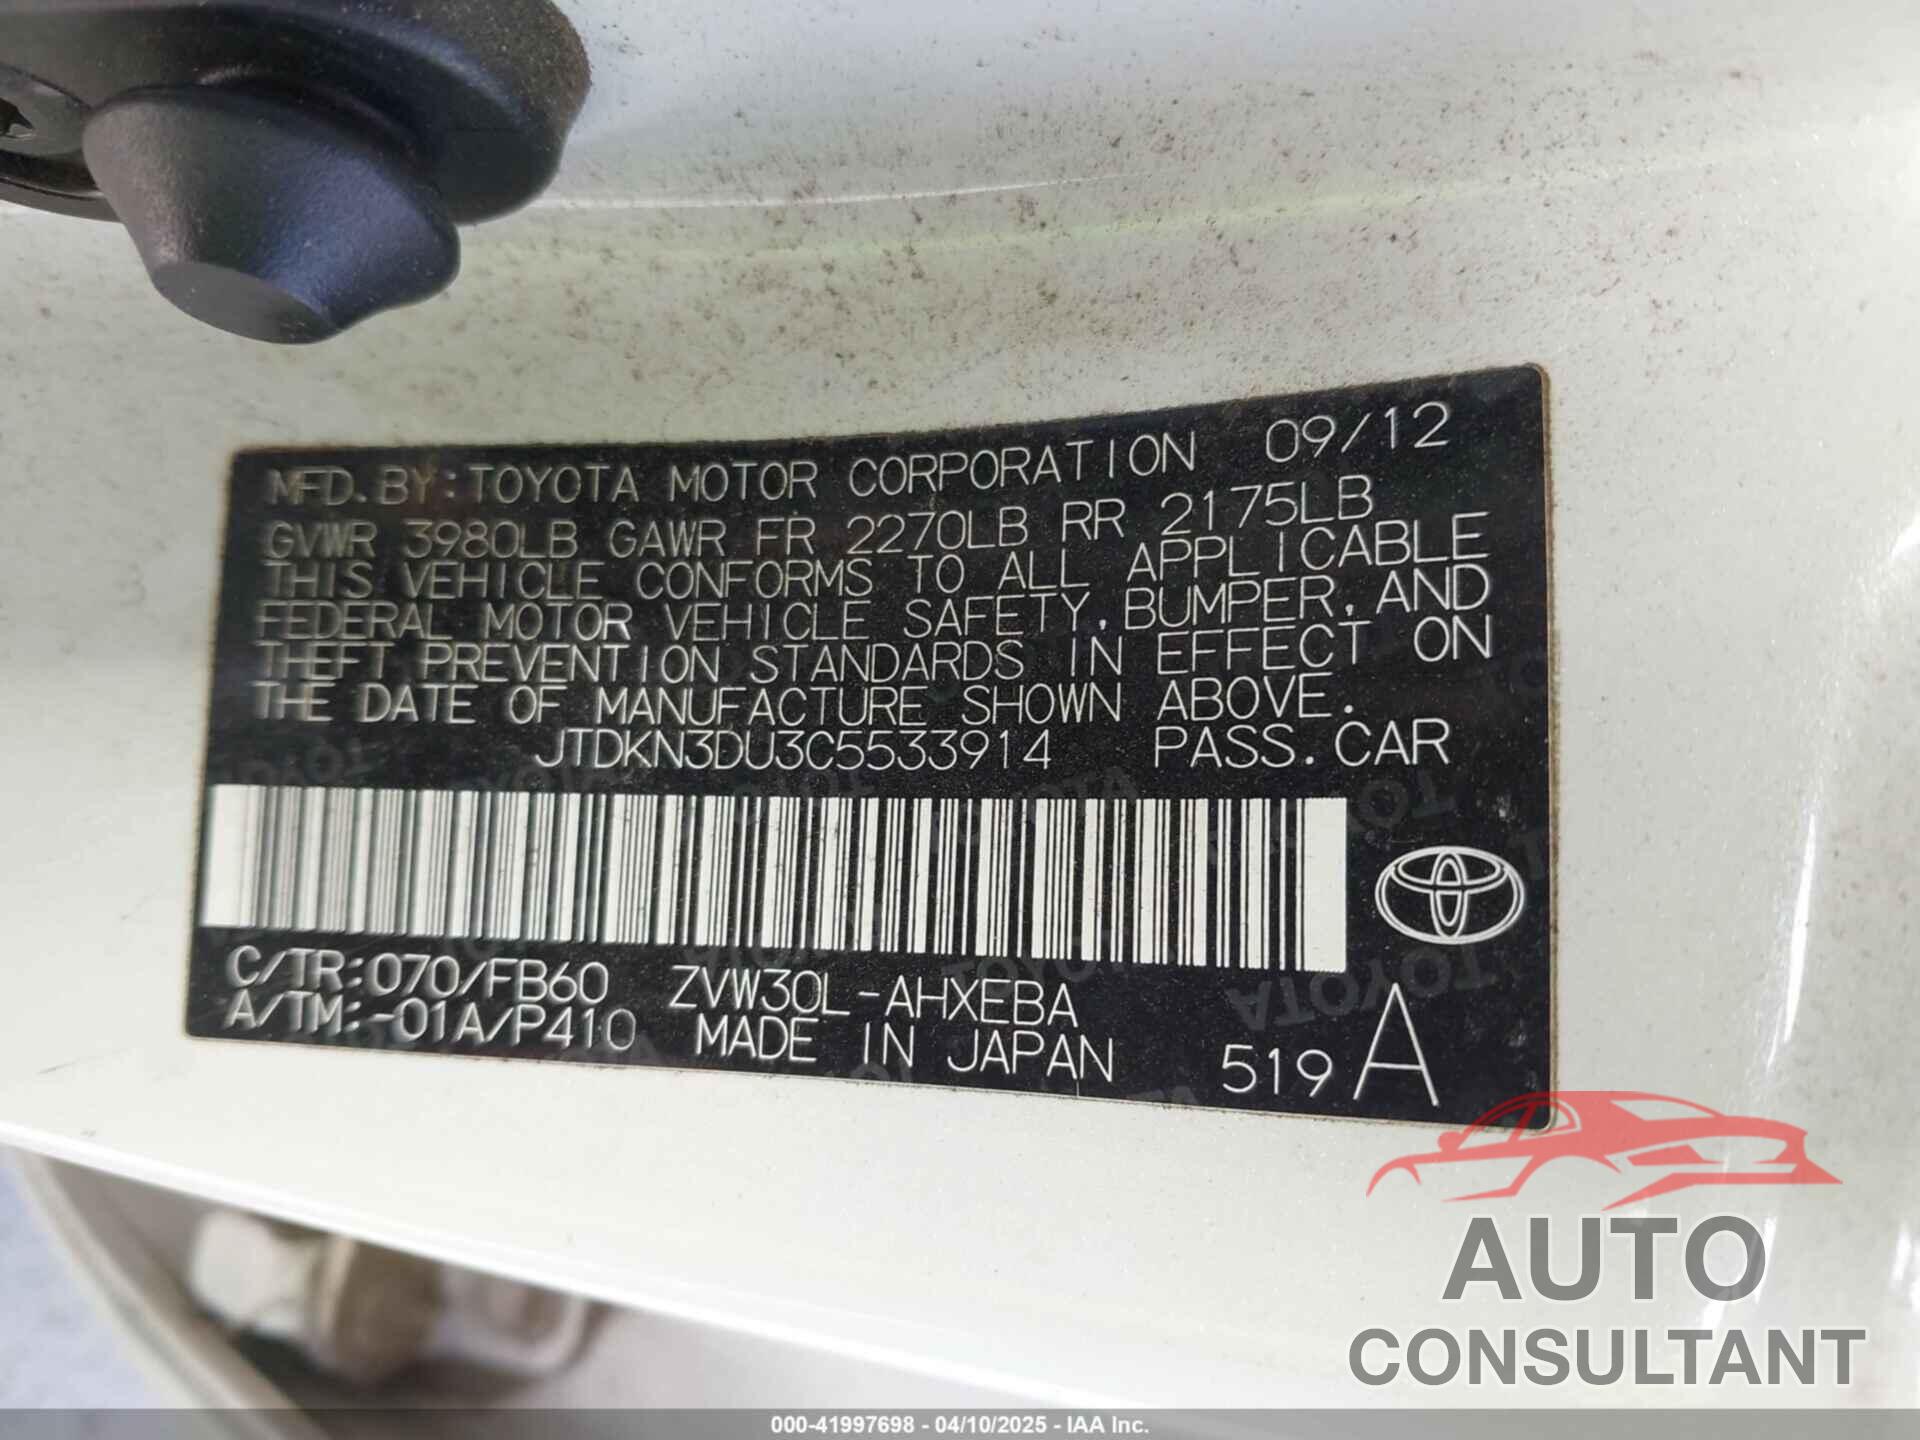 MFD.BY:TOYOTA MOTOR CORPORATION 09/12
GVWR 3980LB GAWR FR 2270LB RR 2175LB
THIS VEHICLE CONFORMS TO ALL APPLICABLE
FEDERAL MOTOR VEHICLE SAFETY, BUMPER, AND
THEFT PREVENTION STANDARDS IN EFFECT ON
THE DATE OF MANUFACTURE SHOWN ABOVE.
JTDKN3DU3C5533914 PASS.CAR
C/TR:070/FB60 ZVW30L-AHXEBA
A/TM:-01A/P410 MADE IN JAPAN 519 A
AUTO
CONSULTANT
000-41997698 - 04/10/2025 - IAA Inc.